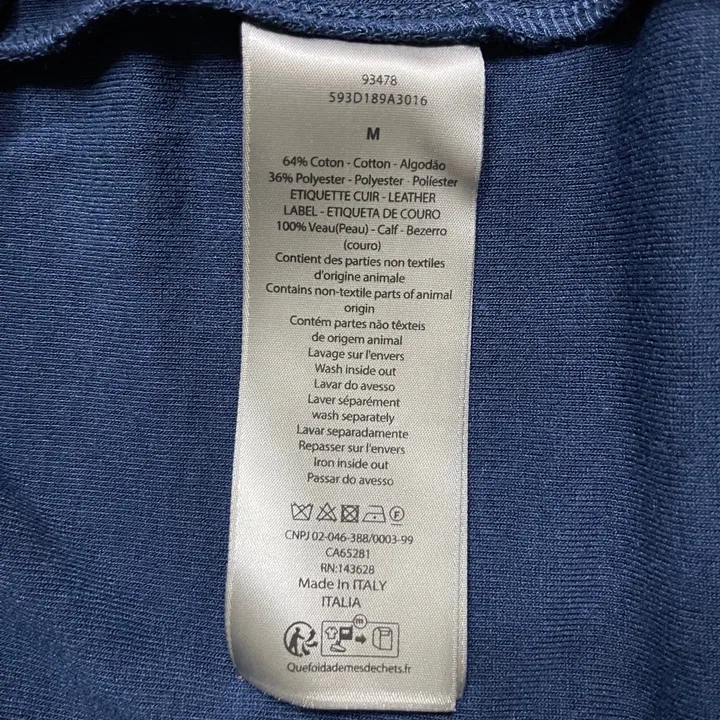 93478
593D189A3016
M
64% Coton - Cotton - Algodão
36% Polyester - Polyester - Poliester
ETIQUETTE CUIR - LEATHER
LABEL - ETIQUETA DE COURO
100% Veau(Peau) - Calf - Bezerro
(couro)
Contient des parties non textiles
d'origine animale
Contains non-textile parts of animal
origin
Contém partes não têxteis
de origem animal
Lavage sur l'envers
Wash inside out
Lavar do avesso
Laver séparément
wash separately
Lavar separadamente
Repasser sur l'envers
Iron inside out
Passar do avesso
F
CNPJ 02-046-388/0003-99
CA65281
RN:143628
Made In ITALY
ITALIA
m
Quefoidademesdechets.fr